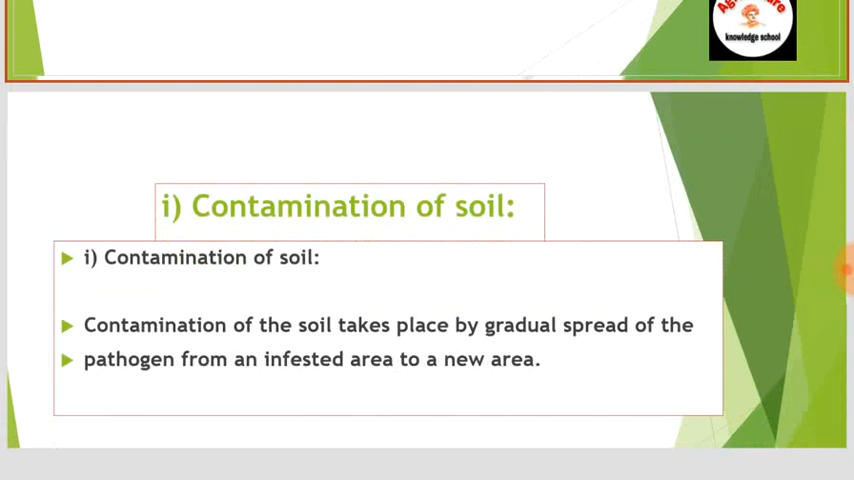 knowledge school
i) Contamination of soil:
i) Contamination of soil:
Contamination of the soil takes place by gradual spread of the
pathogen from an infested area to a new area.